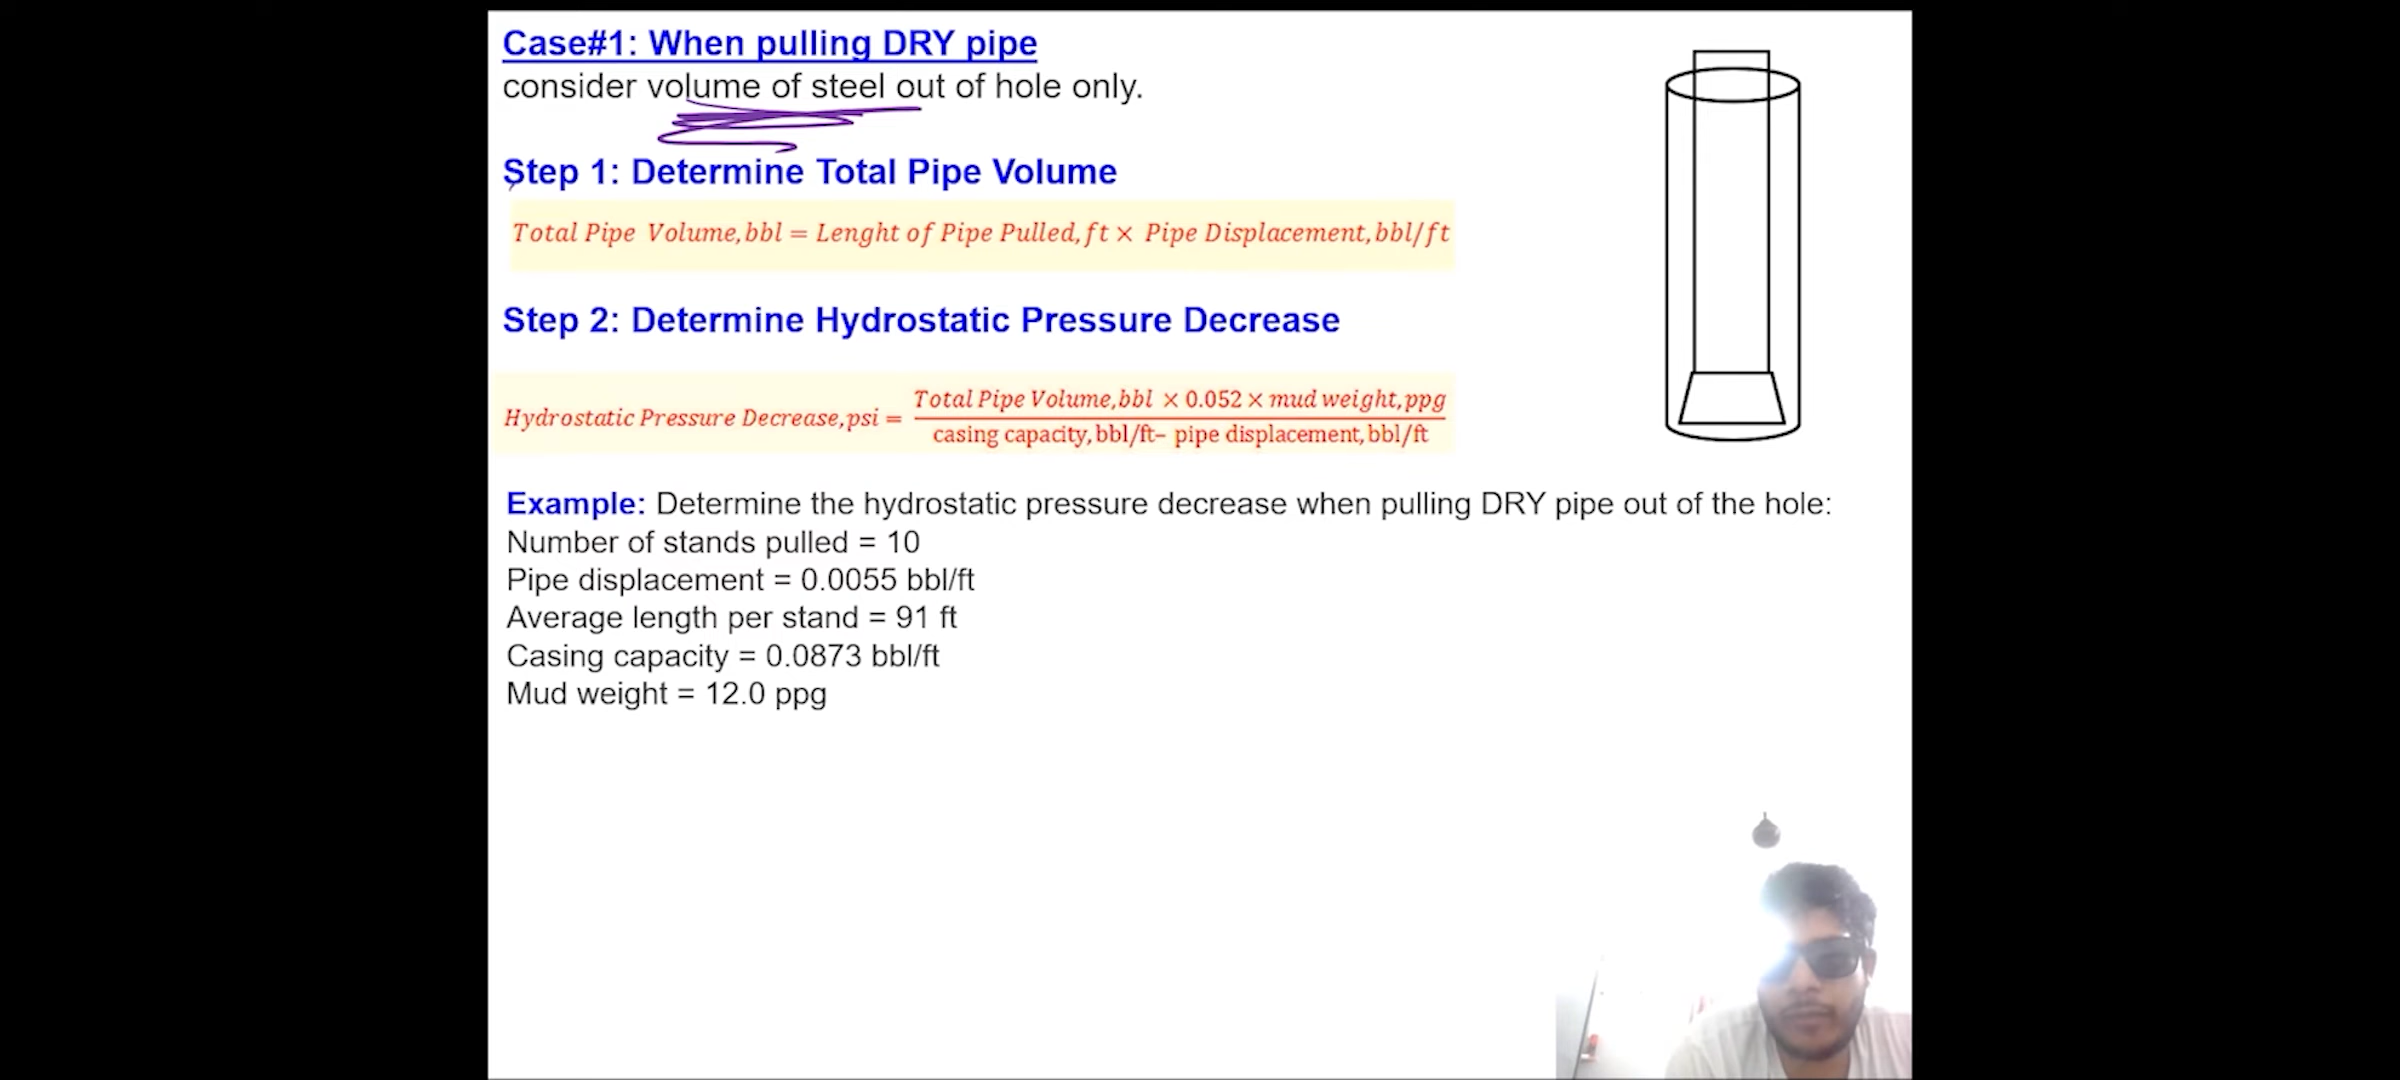 Case#1: When pulling DRY pipe
consider volume of steel out of hole only.
Step 1: Determine Total Pipe Volume
Total Pipe Volume,bbl = Lenght of Pipe Pulled,ft × Pipe Displacement,bbl/ft
Step 2: Determine Hydrostatic Pressure Decrease
Hydrostatic Pressure Decrease,psi = Total Pipe Volume,bbl × 0.052 × mud weight,ppg
casing capacity,bbl/ft– pipe displacement,bbl/ft
Example: Determine the hydrostatic pressure decrease when pulling DRY pipe out of the hole:
Number of stands pulled = 10
Pipe displacement = 0.0055 bbl/ft
Average length per stand = 91 ft
Casing capacity = 0.0873 bbl/ft
Mud weight = 12.0 ppg